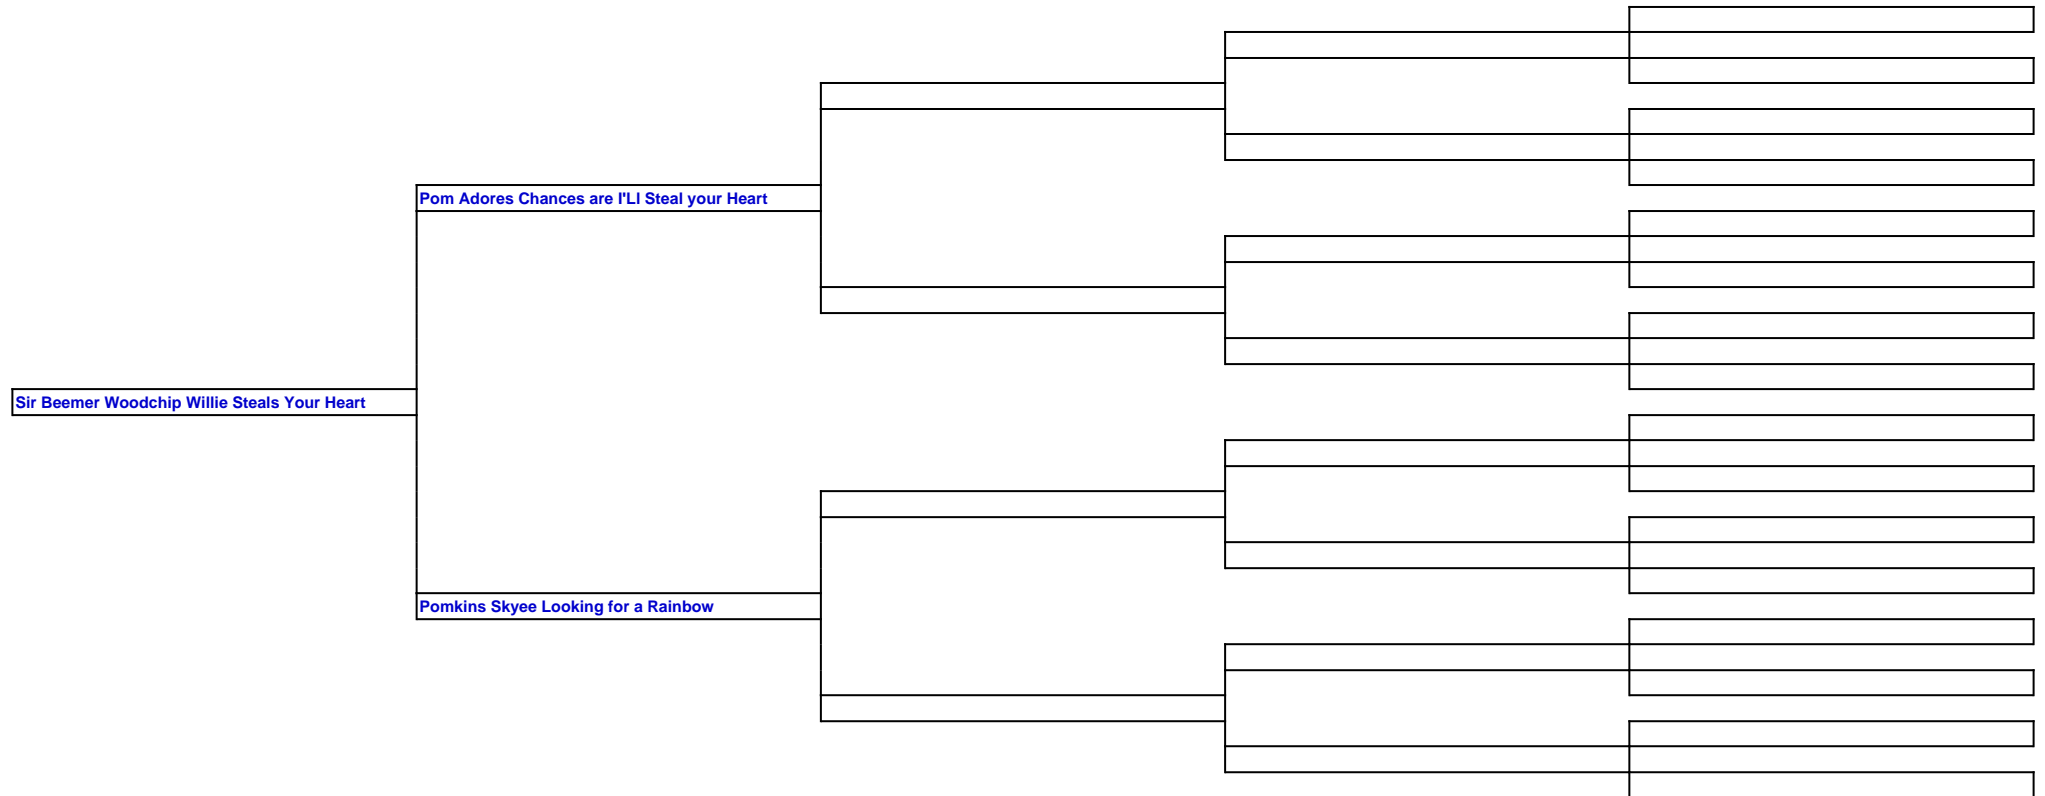 Pom Adores Chances are I'Ll Steal your Heart
Sir Beemer Woodchip Willie Steals Your Heart
Pomkins Skyee Looking for a Rainbow